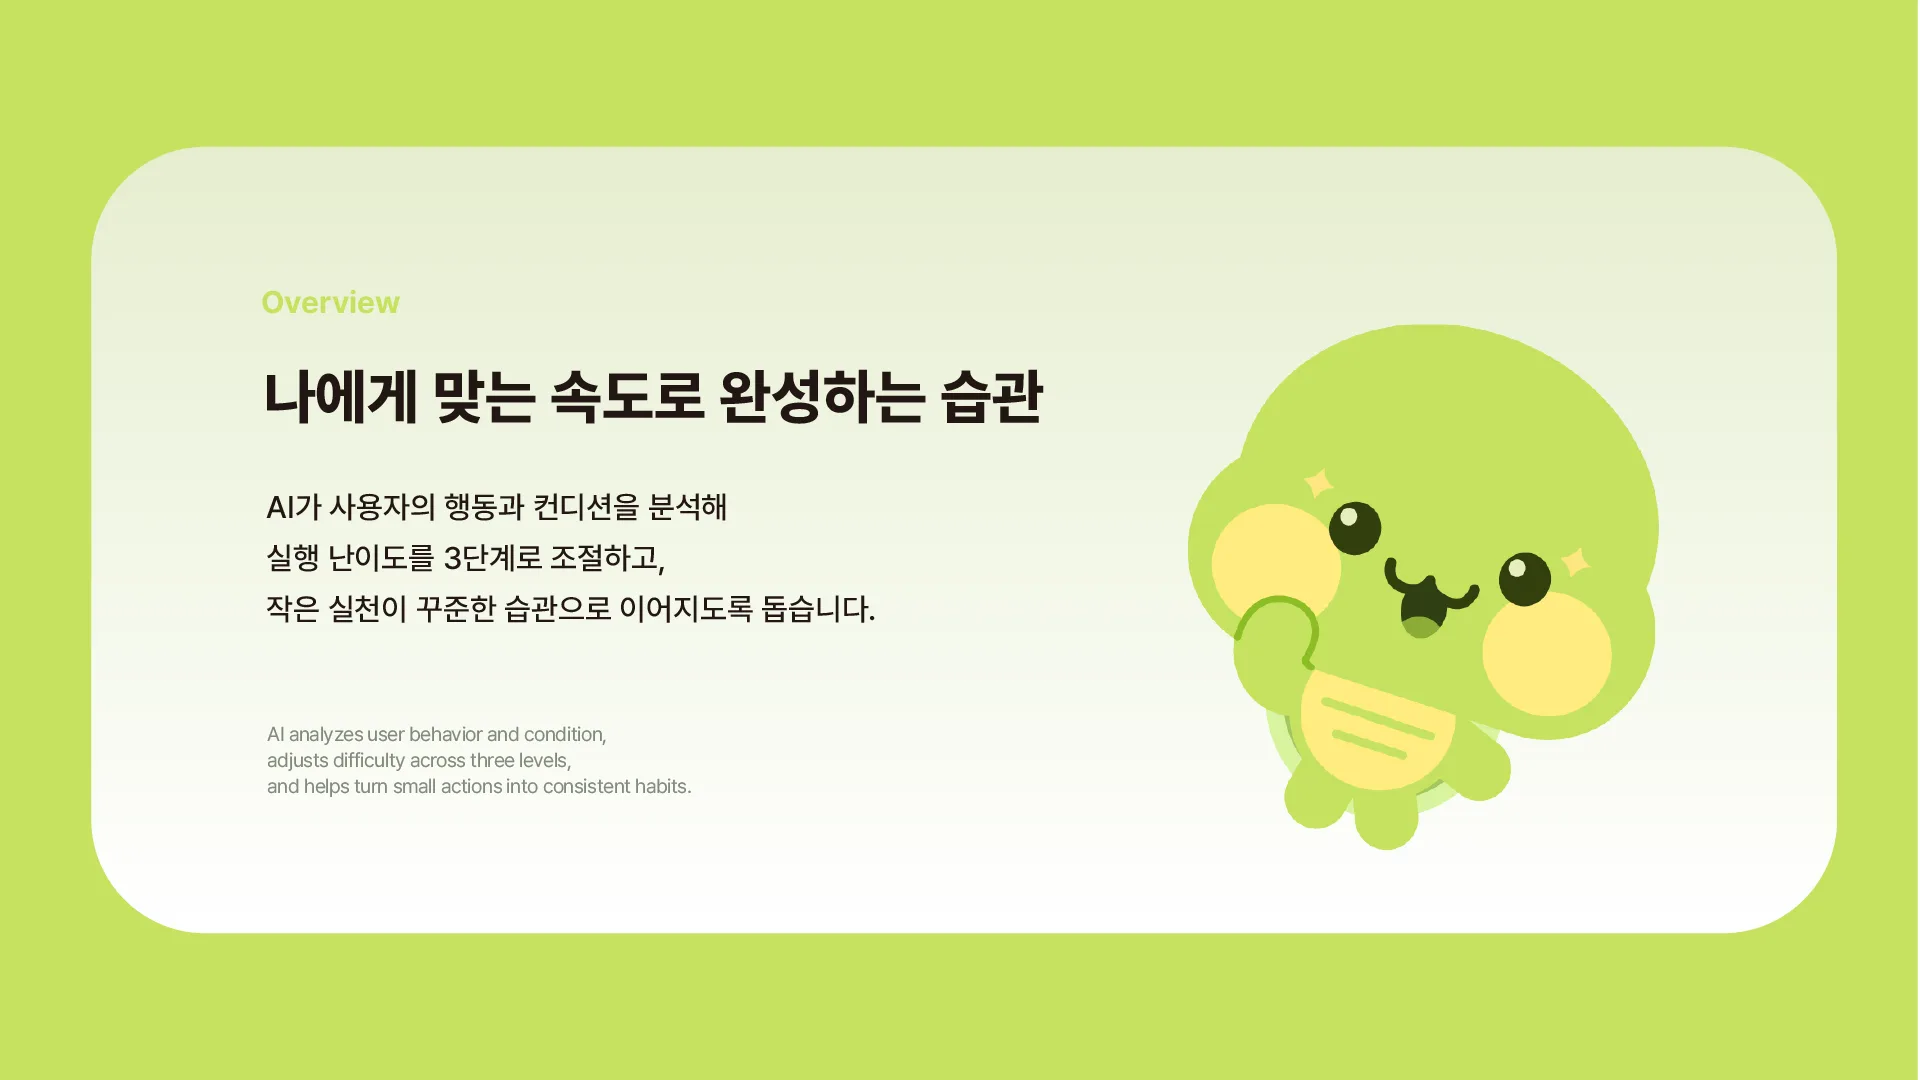 Overview
나에게 맞는 속도로 완성하는 습관
AI가 사용자의 행동과 컨디션을 분석해
실행 난이도를 3단계로 조절하고,
작은 실천이 꾸준한 습관으로 이어지도록 돕습니다.
AI analyzes user behavior and condition,
adjusts difficulty across three levels,
and helps turn small actions into consistent habits.